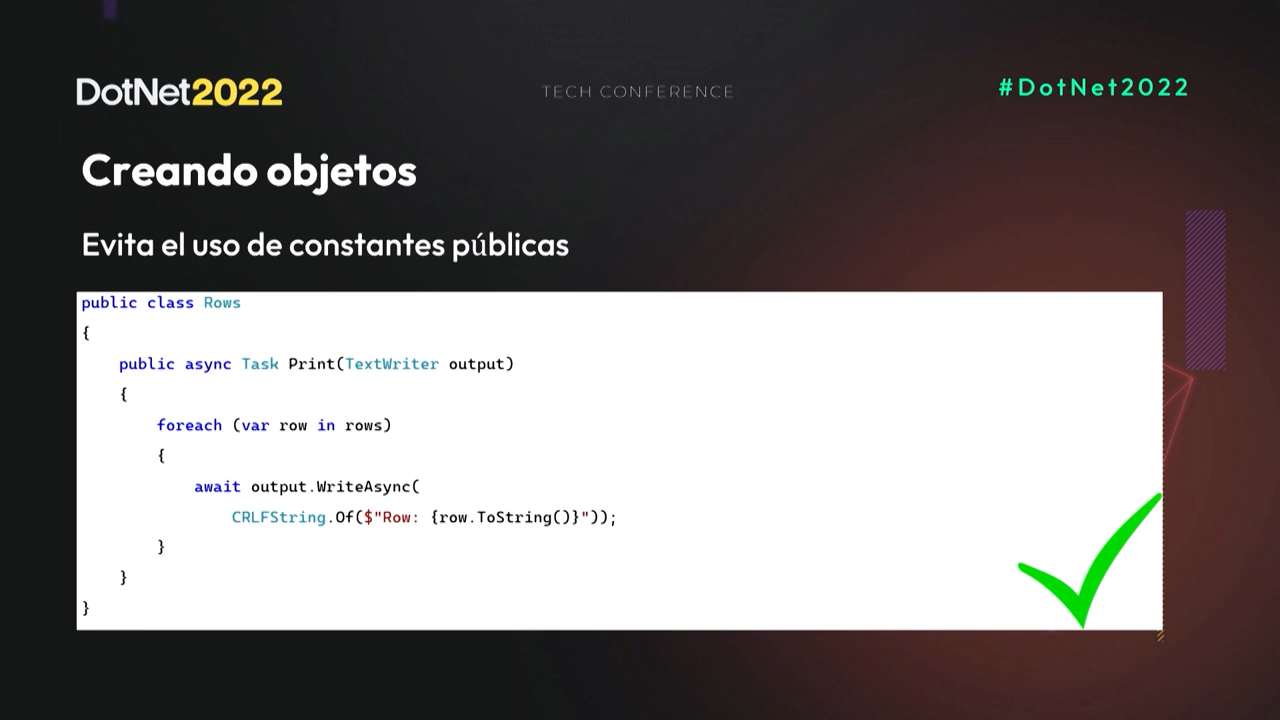 DotNet2022
TECH CONFERENCE
#DotNet2022
Creando objetos
Evita el uso de constantes públicas
public class Rows
{
    public async Task Print(TextWriter output)
    {
        foreach (var row in rows)
        {
            await output.WriteAsync(
                CRLFString.Of($"Row: {row.ToString()}"));
        }
    }
}